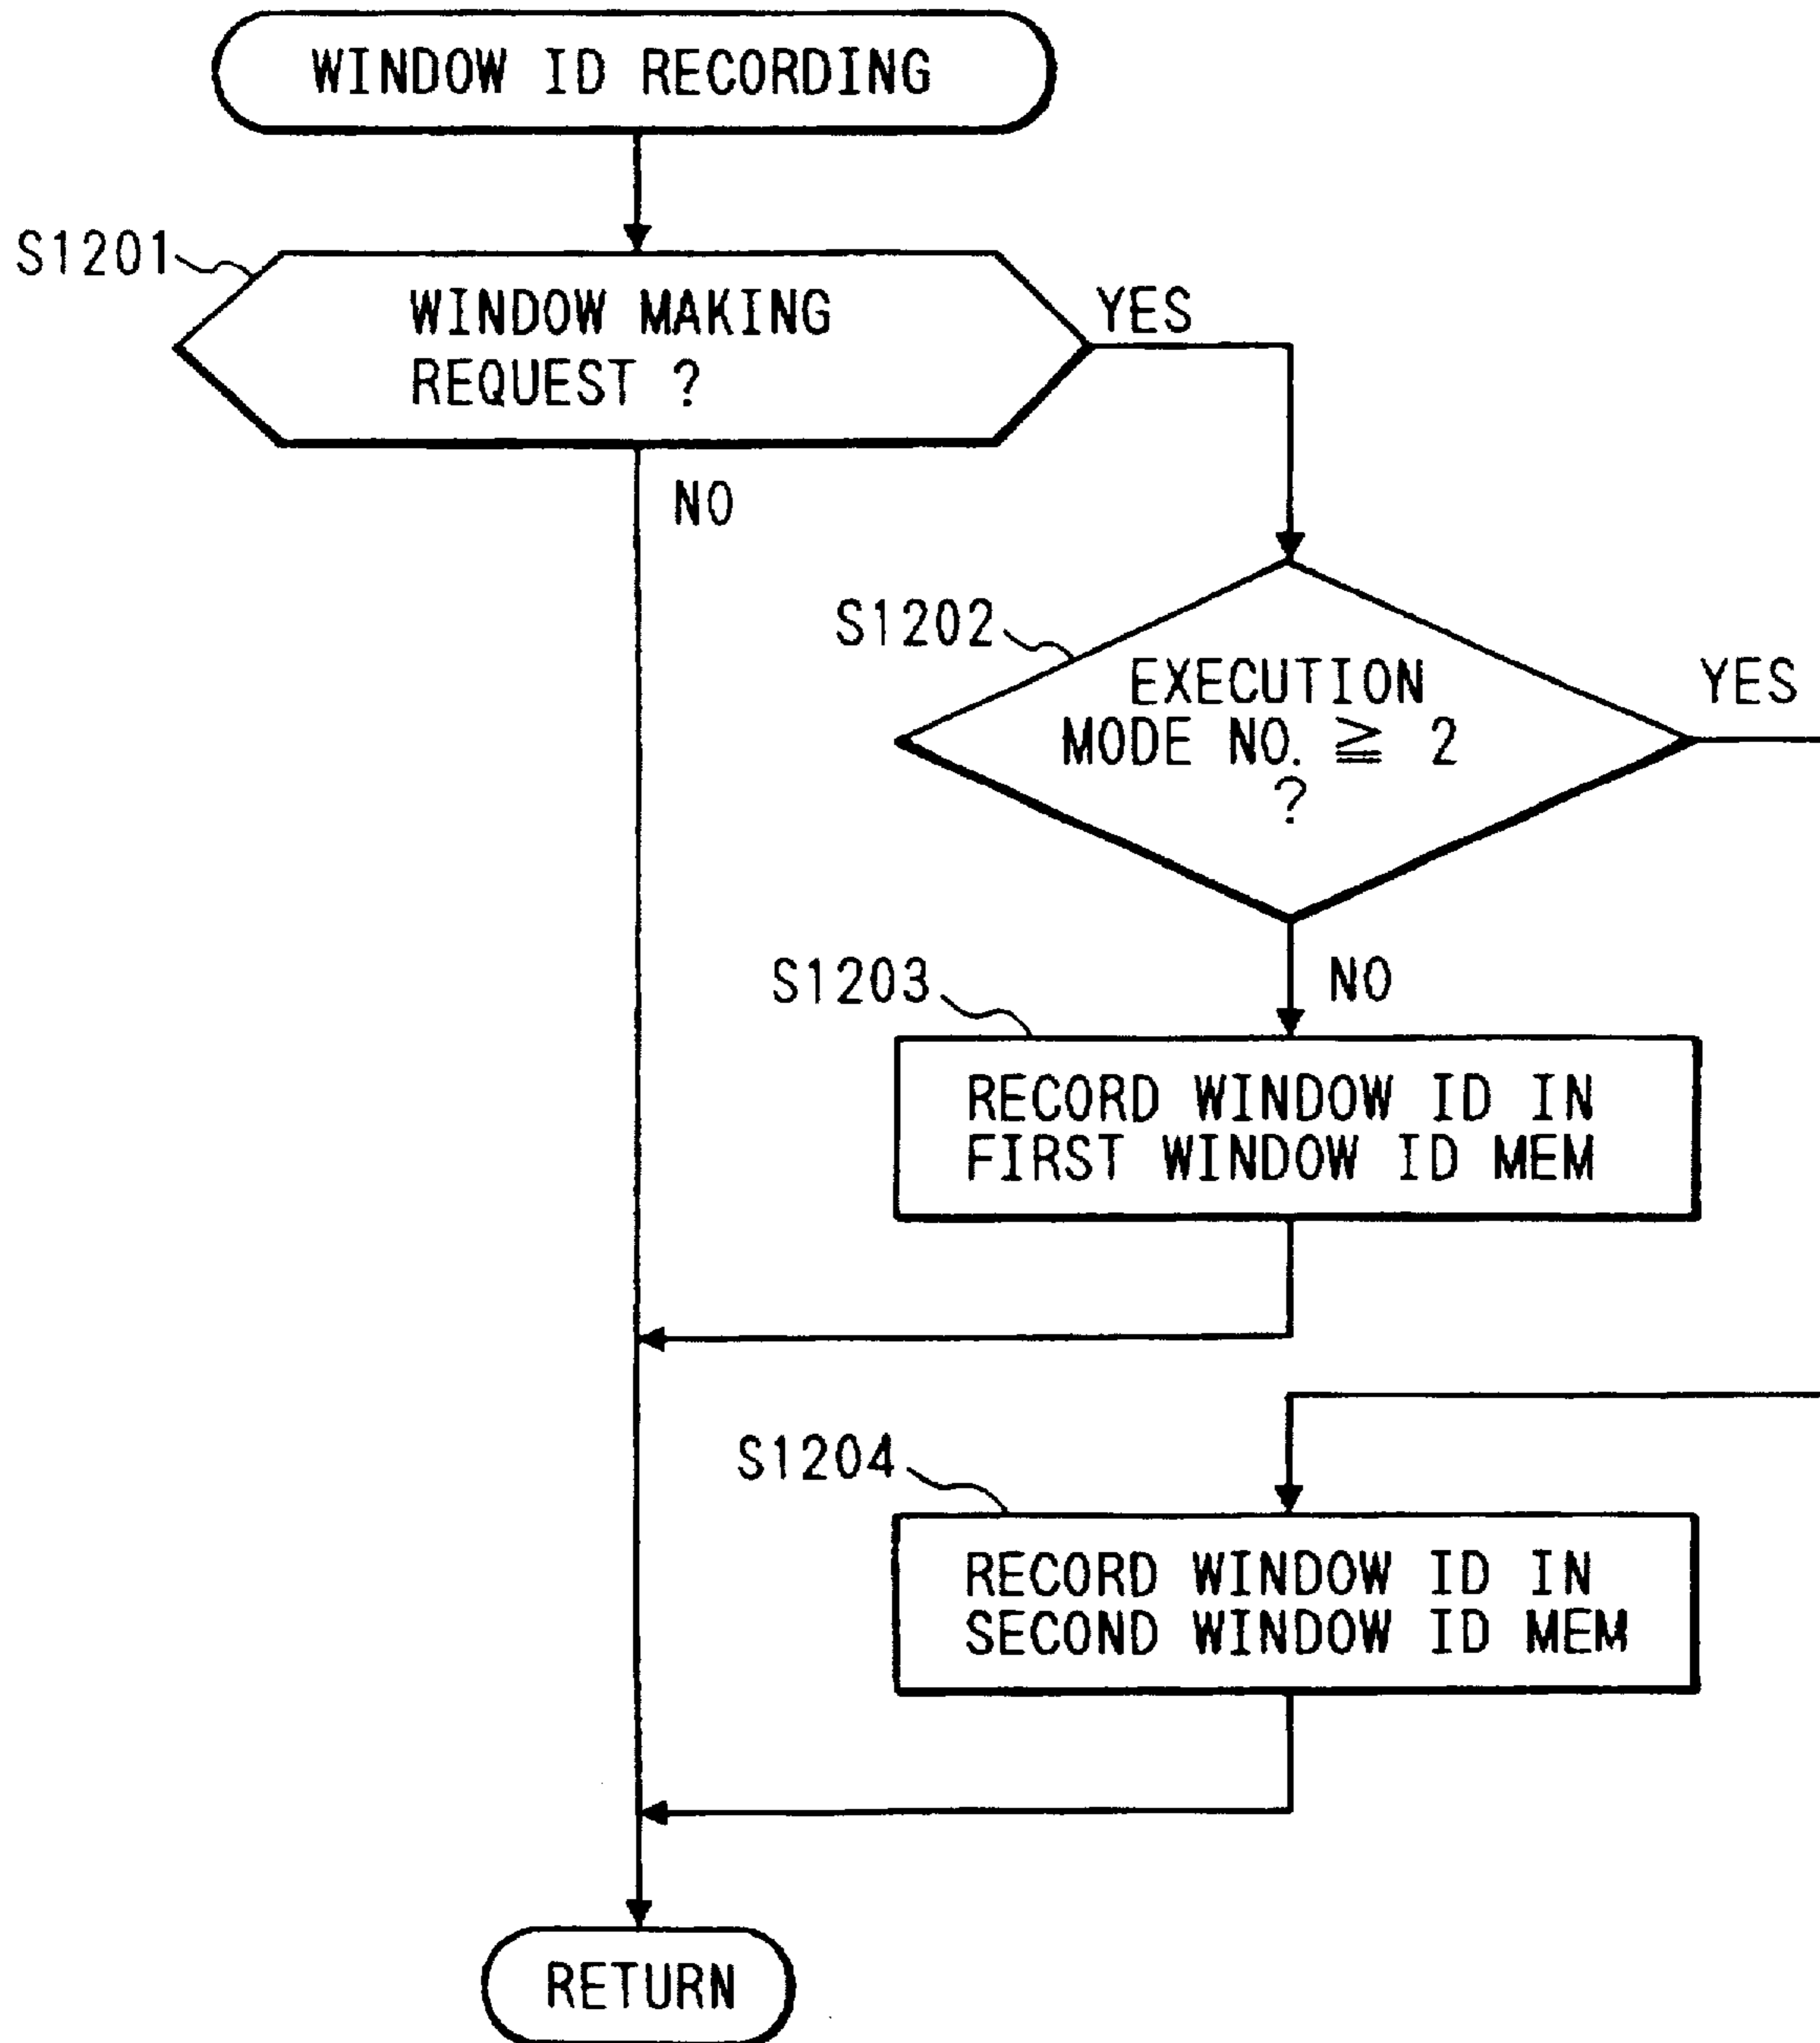 WINDOW ID RECORDING
S1201
WINDOW MAKING
REQUEST ?
YES
NO
S1202
EXECUTION
MODE NO. ≧ 2
?
YES
NO
S1203
RECORD WINDOW ID IN
FIRST WINDOW ID MEM
S1204
RECORD WINDOW ID IN
SECOND WINDOW ID MEM
RETURN